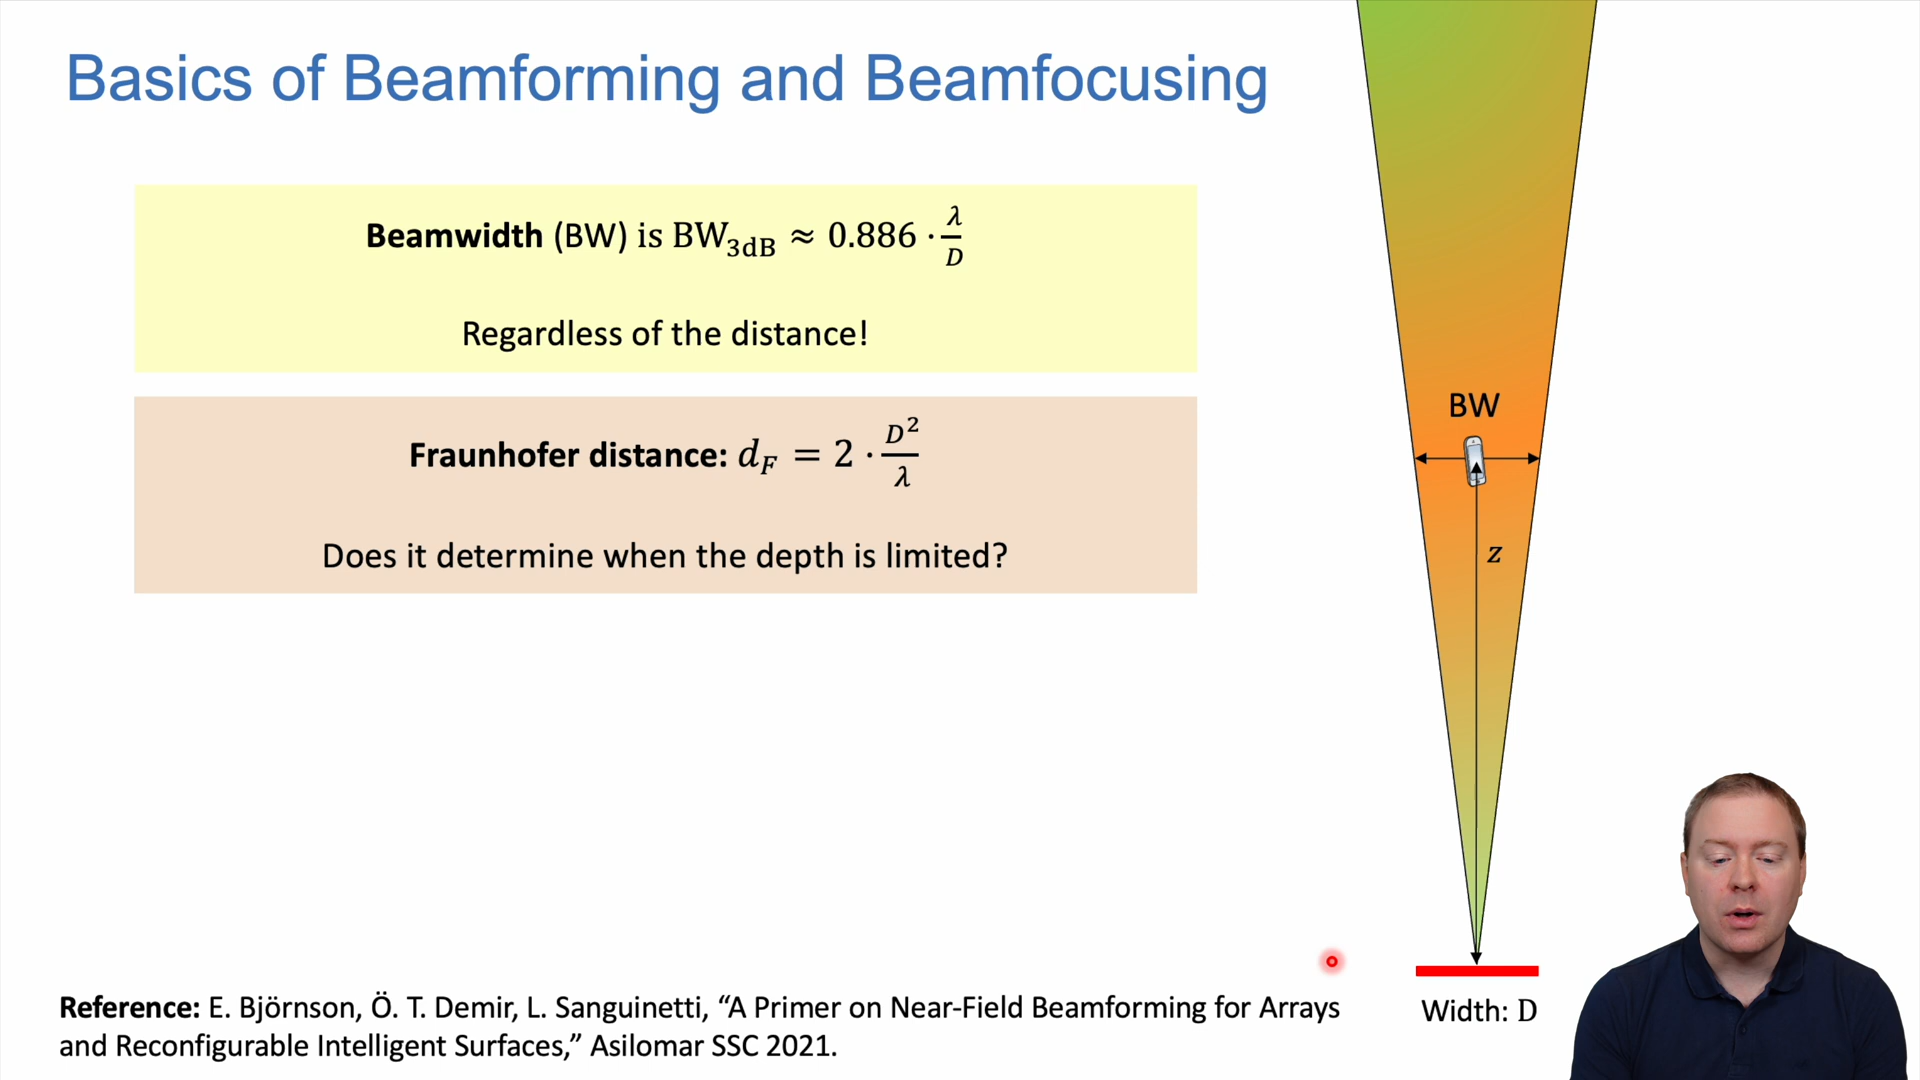 Basics of Beamforming and Beamfocusing
Beamwidth (BW) is BW₃dB ≈ 0.886 · λ/D
Regardless of the distance!
Fraunhofer distance: d_F = 2 · D²/λ
Does it determine when the depth is limited?
BW
z
Width: D
Reference: E. Björnson, Ö. T. Demir, L. Sanguinetti, “A Primer on Near-Field Beamforming for Arrays
and Reconfigurable Intelligent Surfaces,” Asilomar SSC 2021.